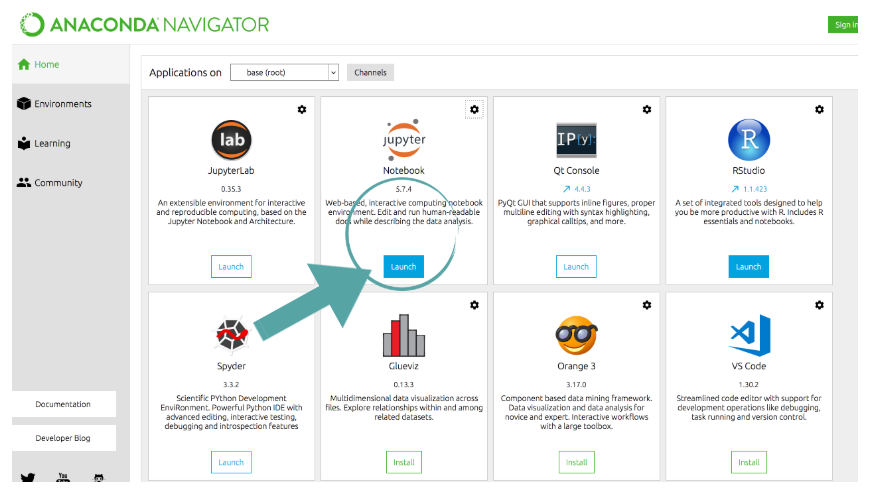 ANACONDA NAVIGATOR
Sign in
Home
Environments
Learning
Community
Documentation
Developer Blog
You
Applications on
base (root)
Channels
lab
JupyterLab
0.35.3
An extensible environment for interactive
and reproducible computing, based on the
Jupyter Notebook and Architecture.
Launch
jupyter
Notebook
5.7.4
Web-based, interactive computing notebook
environment. Edit and run human-readable
docs while describing the data analysis.
Launch
IP[y]:
Qt Console
4.4.3
PyQt GUI that supports inline figures, proper
multiline editing with syntax highlighting,
graphical calltips, and more.
Launch
R
RStudio
1.1.423
A set of integrated tools designed to help
you be more productive with R. Includes R
essentials and notebooks.
Launch
Spyder
3.3.2
Scientific PYthon Development
EnviRonment. Powerful Python IDE with
advanced editing, interactive testing,
debugging and introspection features
Launch
Glueviz
0.13.3
Multidimensional data visualization across
files. Explore relationships within and among
related datasets.
Install
Orange 3
3.17.0
Component based data mining framework.
Data visualization and data analysis for
novice and expert. Interactive workflows
with a large toolbox.
Install
VS Code
1.30.2
Streamlined code editor with support for
development operations like debugging,
task running and version control.
Install